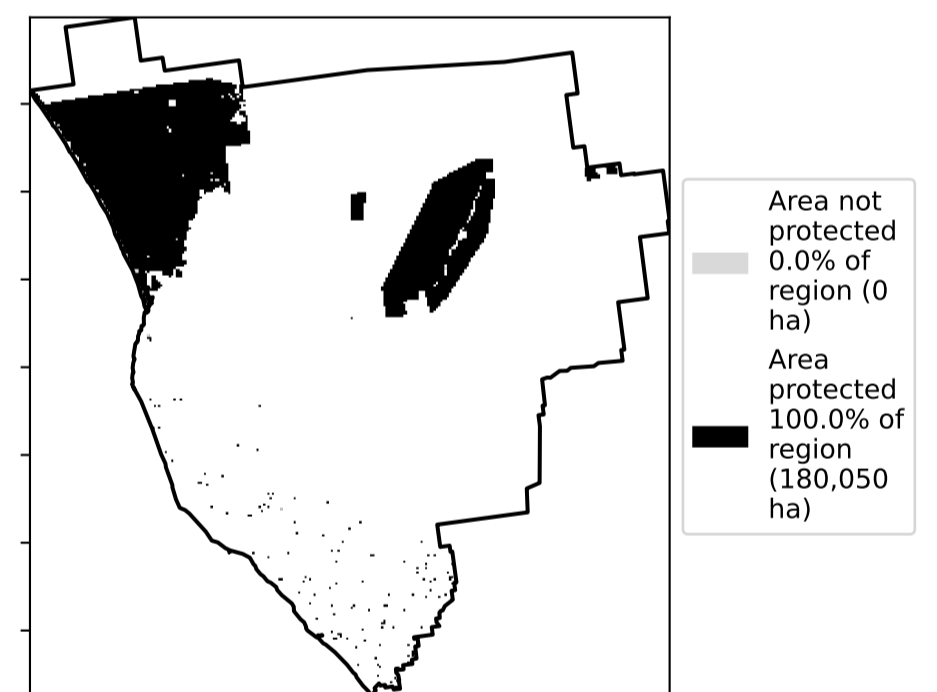 Area not
protected
0.0% of
region (0
ha)
Area
protected
100.0% of
region
(180,050
ha)